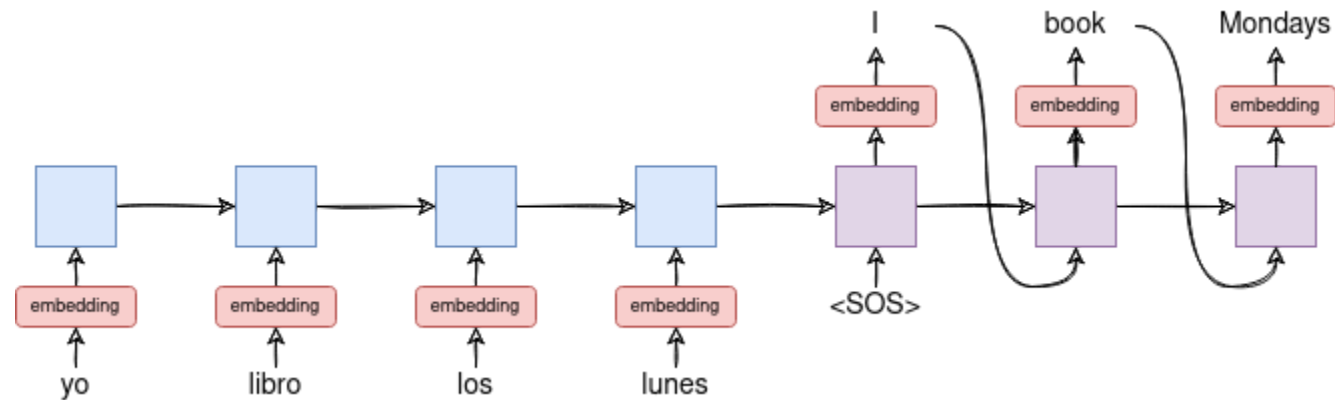 I book Mondays
embedding embedding embedding
embedding embedding embedding embedding
<SOS>
yo libro los lunes